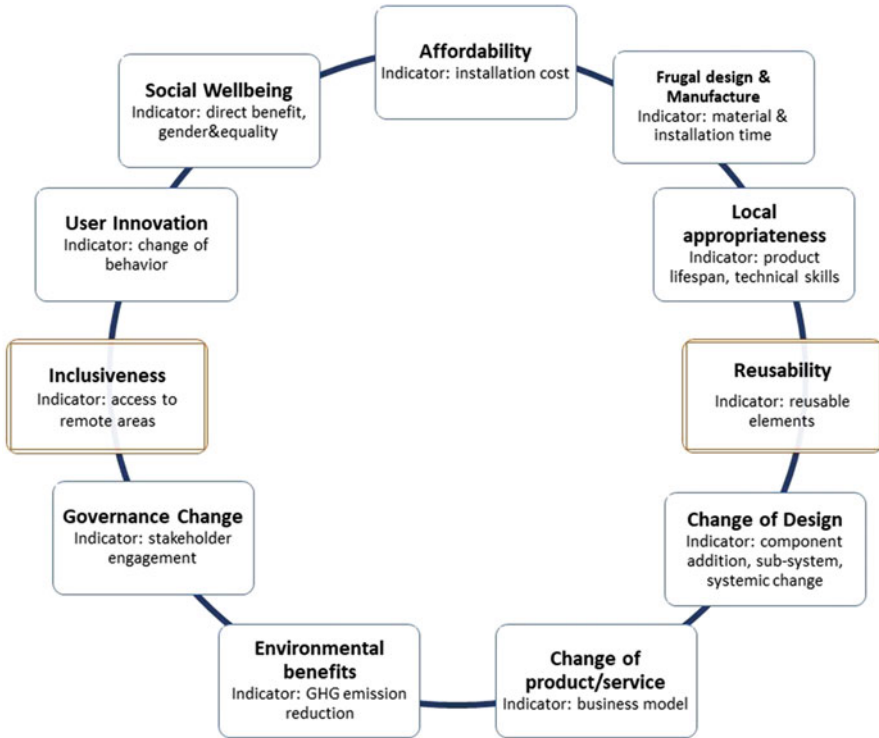 Affordability
Indicator: installation cost
Frugal design &
Manufacture
Indicator: material &
installation time
Local
appropriateness
Indicator: product
lifespan, technical skills
Reusability
Indicator: reusable
elements
Change of Design
Indicator: component
addition, sub-system,
systemic change
Change of
product/service
Indicator: business model
Environmental
benefits
Indicator: GHG emission
reduction
Governance Change
Indicator: stakeholder
engagement
Inclusiveness
Indicator: access to
remote areas
User Innovation
Indicator: change of
behavior
Social Wellbeing
Indicator: direct benefit,
gender&equality